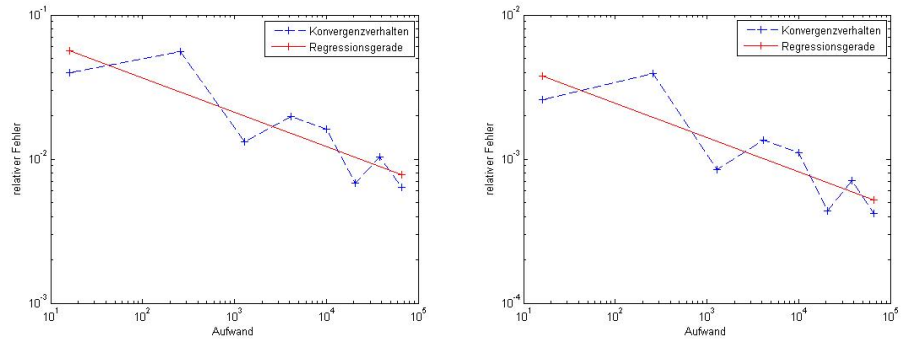 10^-1
Konvergenzverhalten
Regressionsgerade
relativer Fehler
10^-2
10^-3
10^1
10^2
10^3
10^4
10^5
Aufwand
10^-2
Konvergenzverhalten
Regressionsgerade
relativer Fehler
10^-3
10^-4
10^1
10^2
10^3
10^4
10^5
Aufwand